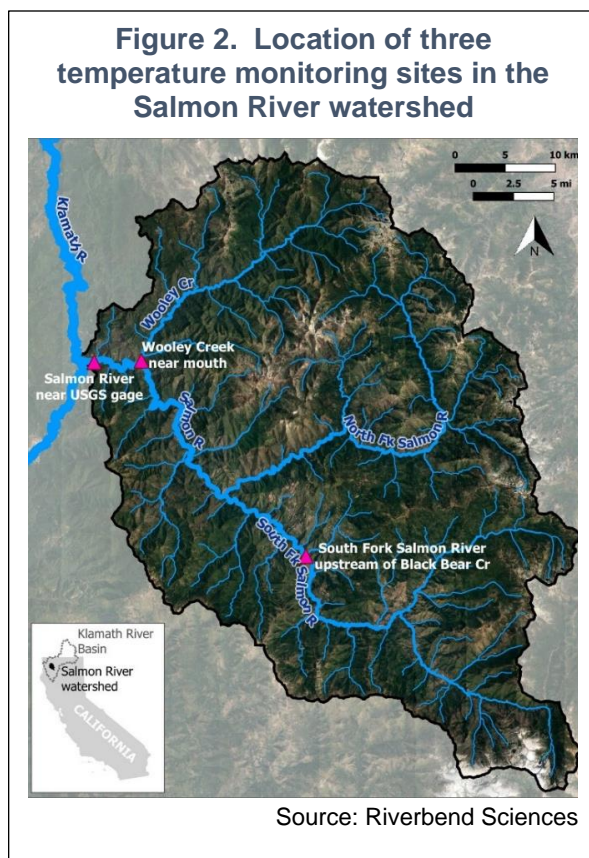 Figure 2.  Location of three
temperature monitoring sites in the
Salmon River watershed
0 5 10 km
0 2.5 5 mi
N
Klamath R
Wooley Cr
Wooley Creek
near mouth
Salmon River
near USGS gage
Salmon R
North Fk Salmon R
South Fk Salmon R
South Fork Salmon River
upstream of Black Bear Cr
Klamath River
Basin
Salmon River
watershed
CALIFORNIA
Source: Riverbend Sciences